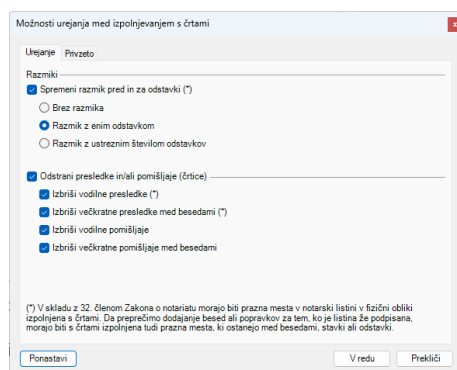 Možnosti urejanja med izpolnjevanjem s črtami
Urejanje Privzeto
Razmiki
Spremeni razmik pred in za odstavki (*)
Brez razmika
Razmik z enim odstavkom
Razmik z ustreznim številom odstavkov
Odstrani presledke in/ali pomišljaje (črtice)
Izbriši vodilne presledke (*)
Izbriši večkratne presledke med besedami (*)
Izbriši vodilne pomišljaje
Izbriši večkratne pomišljaje med besedami
(*) V skladu z 32. členom Zakona o notariatu morajo biti prazna mesta v notarski listini v fizični obliki
izpolnjena s črtami. Da preprečimo dodajanje besed ali popravkov za tem, ko je listina že podpisana,
morajo biti s črtami izpolnjena tudi prazna mesta, ki ostanejo med besedami, stavki ali odstavki.
Ponastavi V redu Prekliči